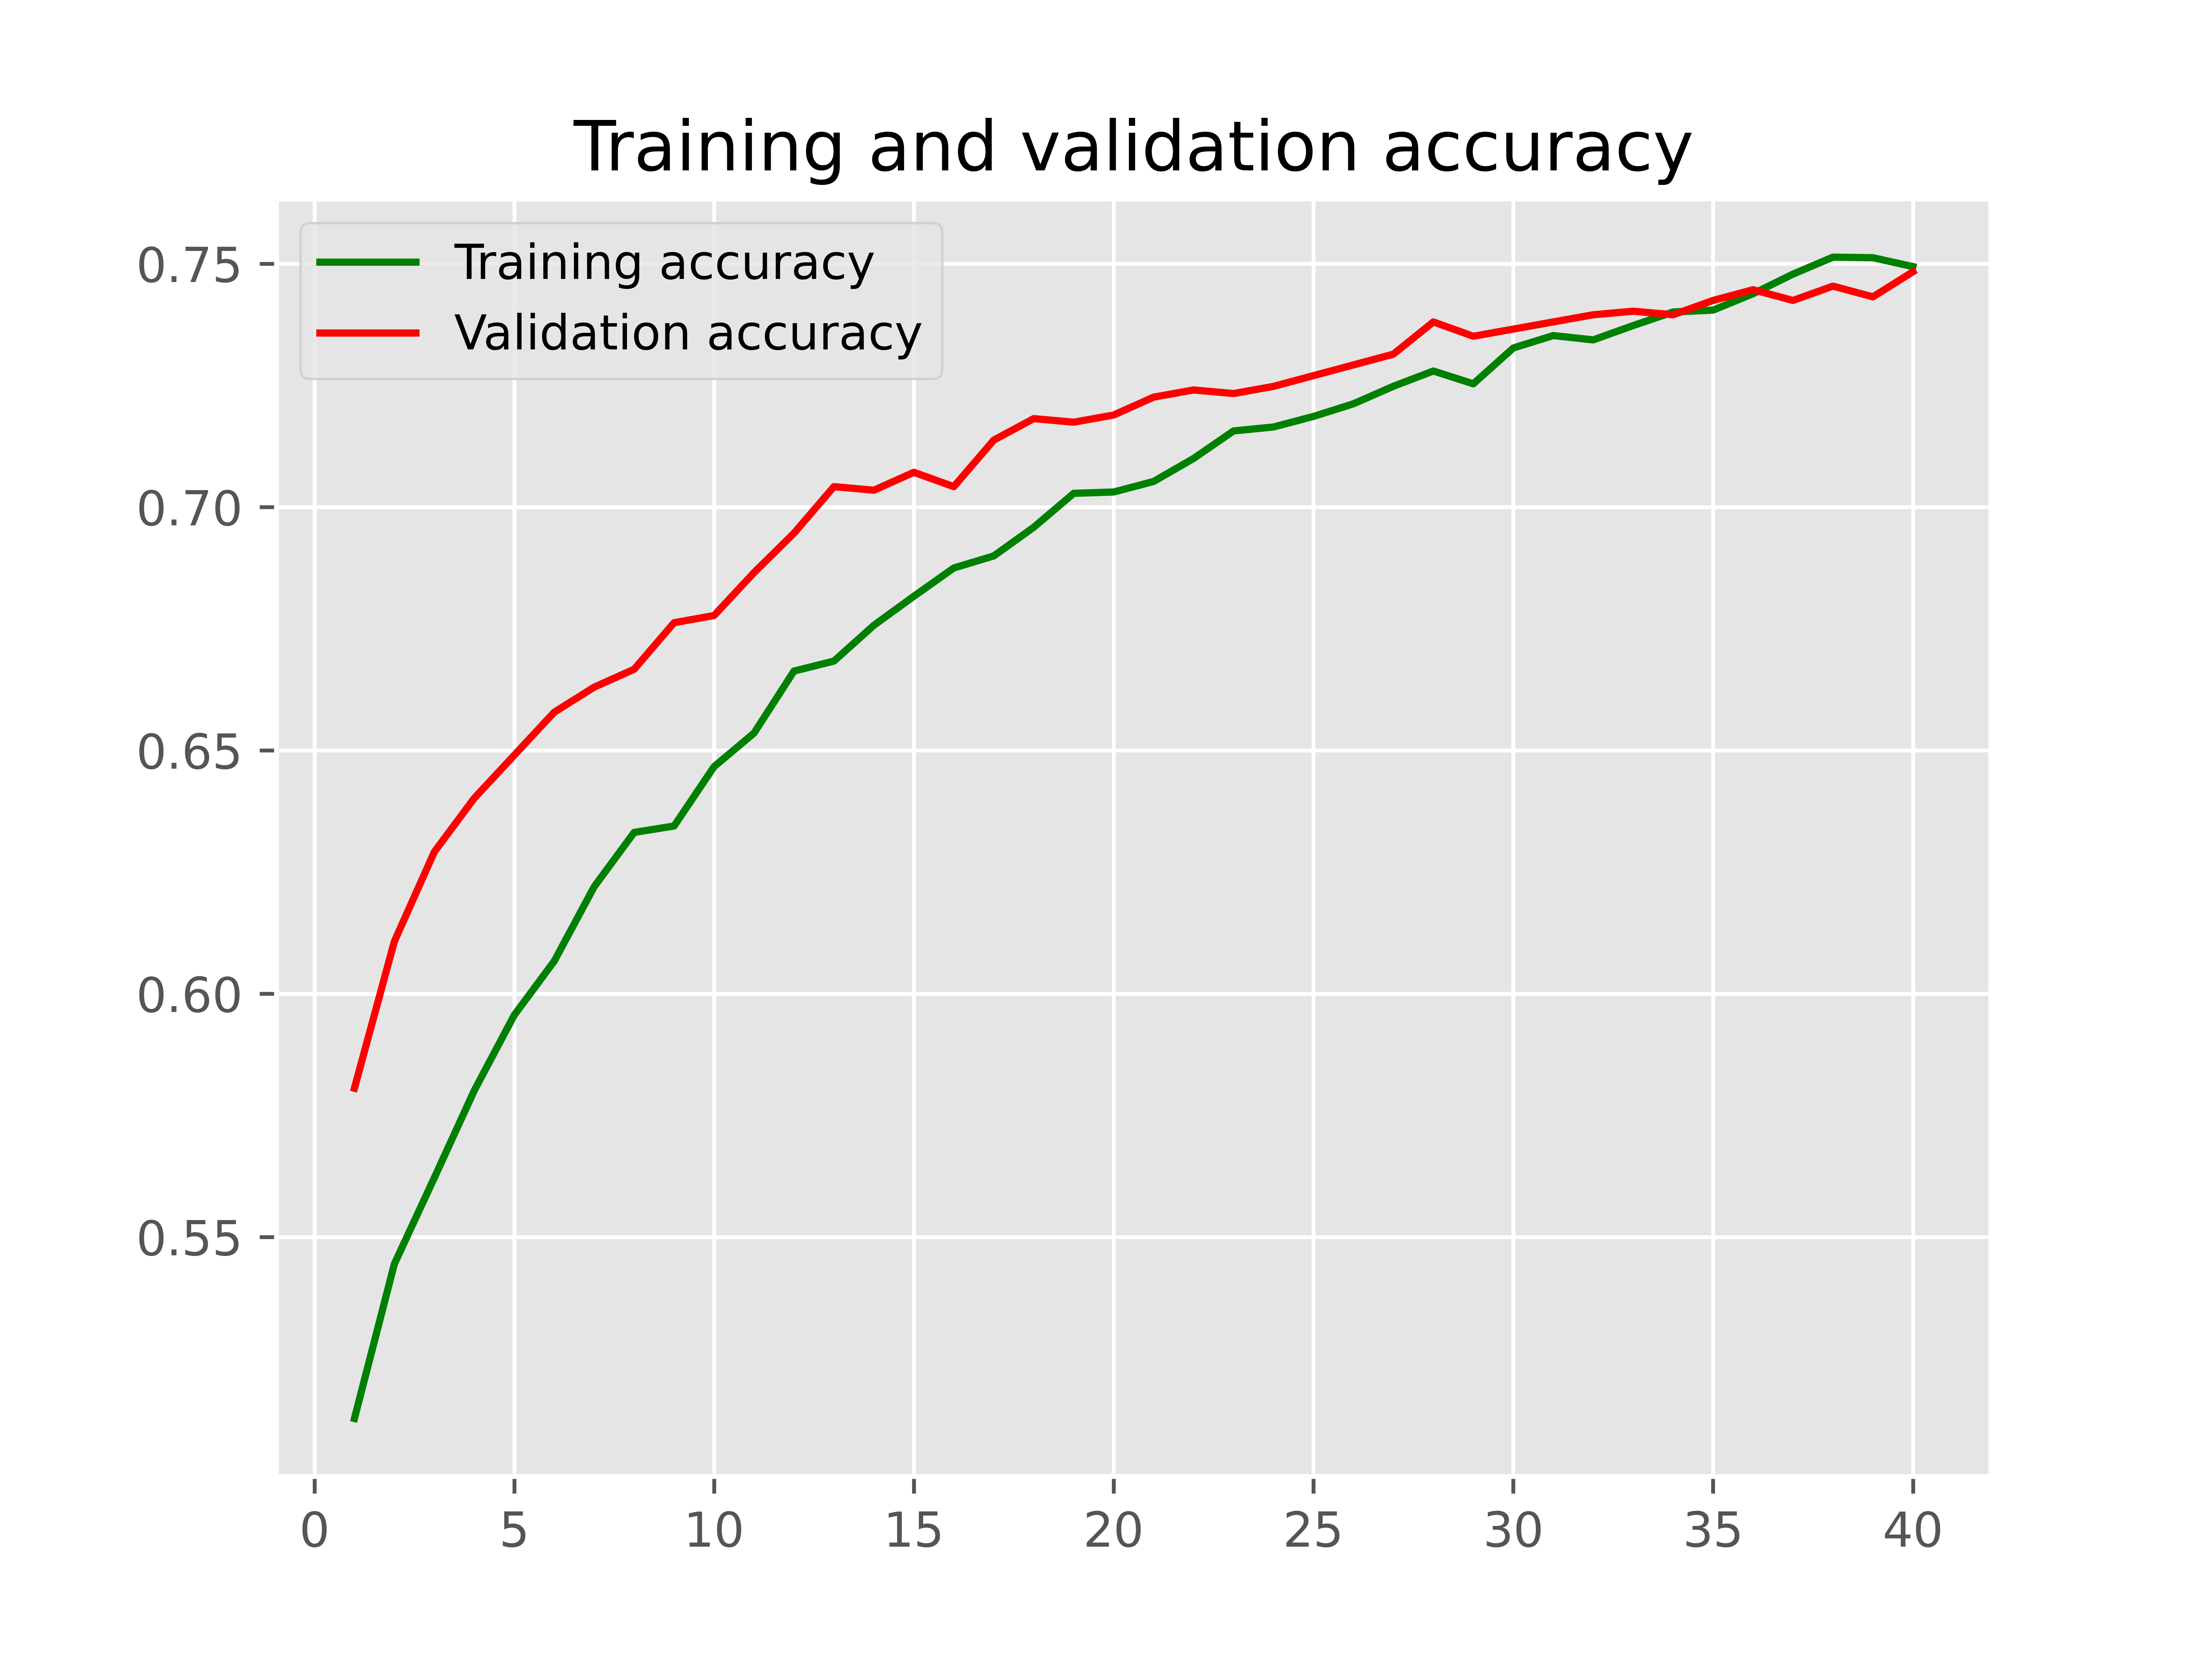 Training and validation accuracy
Training accuracy
Validation accuracy
0.75
0.70
0.65
0.60
0.55
0 5 10 15 20 25 30 35 40